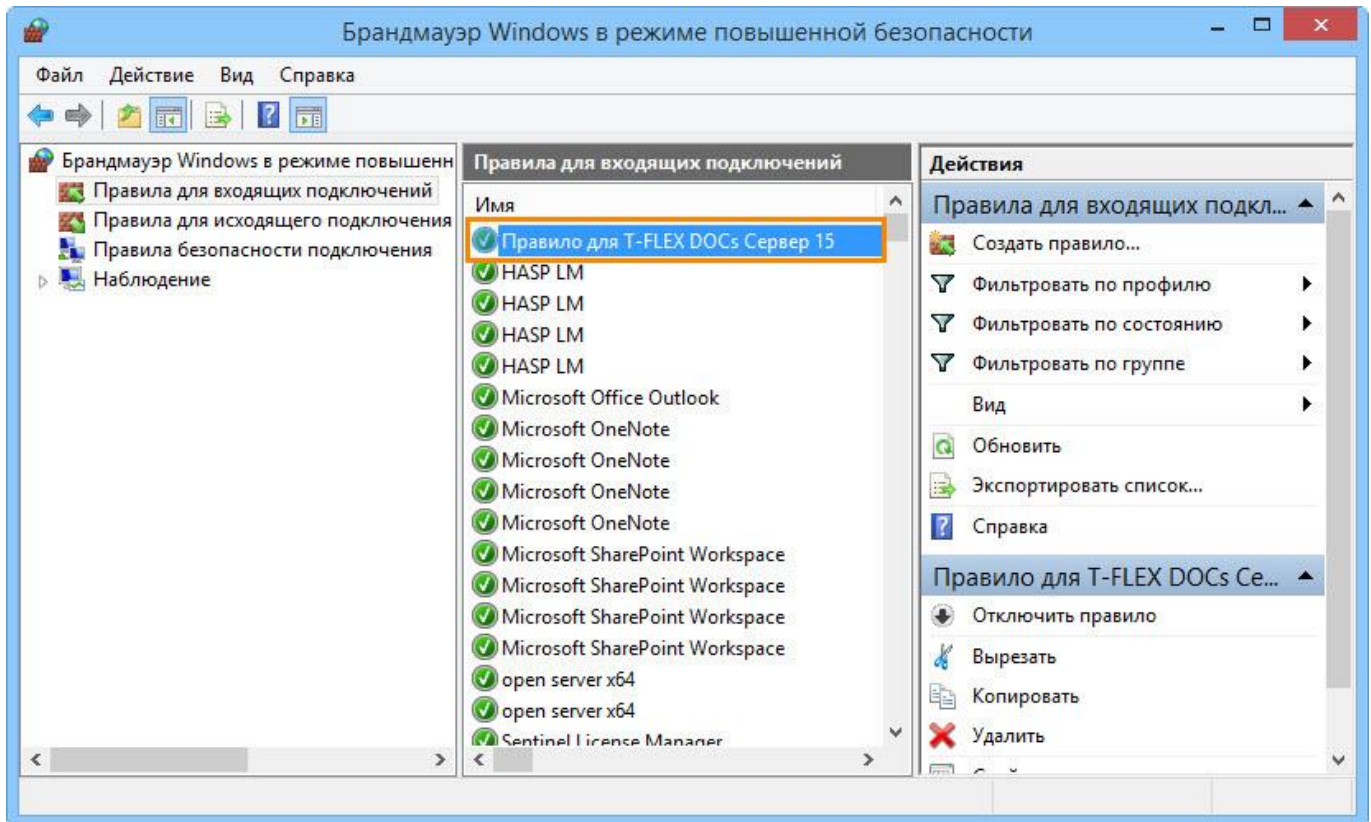 Брандмауэр Windows в режиме повышенной безопасности
Файл Действие Вид Справка
Брандмауэр Windows в режиме повышенн
Правила для входящих подключений
Правила для исходящего подключения
Правила безопасности подключения
Наблюдение
Правила для входящих подключений
Имя
Правило для T-FLEX DOCs Сервер 15
HASP LM
HASP LM
HASP LM
HASP LM
Microsoft Office Outlook
Microsoft OneNote
Microsoft OneNote
Microsoft OneNote
Microsoft OneNote
Microsoft SharePoint Workspace
Microsoft SharePoint Workspace
Microsoft SharePoint Workspace
Microsoft SharePoint Workspace
open server x64
open server x64
Sentinel License Manager
Действия
Правила для входящих подкл...
Создать правило...
Фильтровать по профилю
Фильтровать по состоянию
Фильтровать по группе
Вид
Обновить
Экспортировать список...
Справка
Правило для T-FLEX DOCs Се...
Отключить правило
Вырезать
Копировать
Удалить